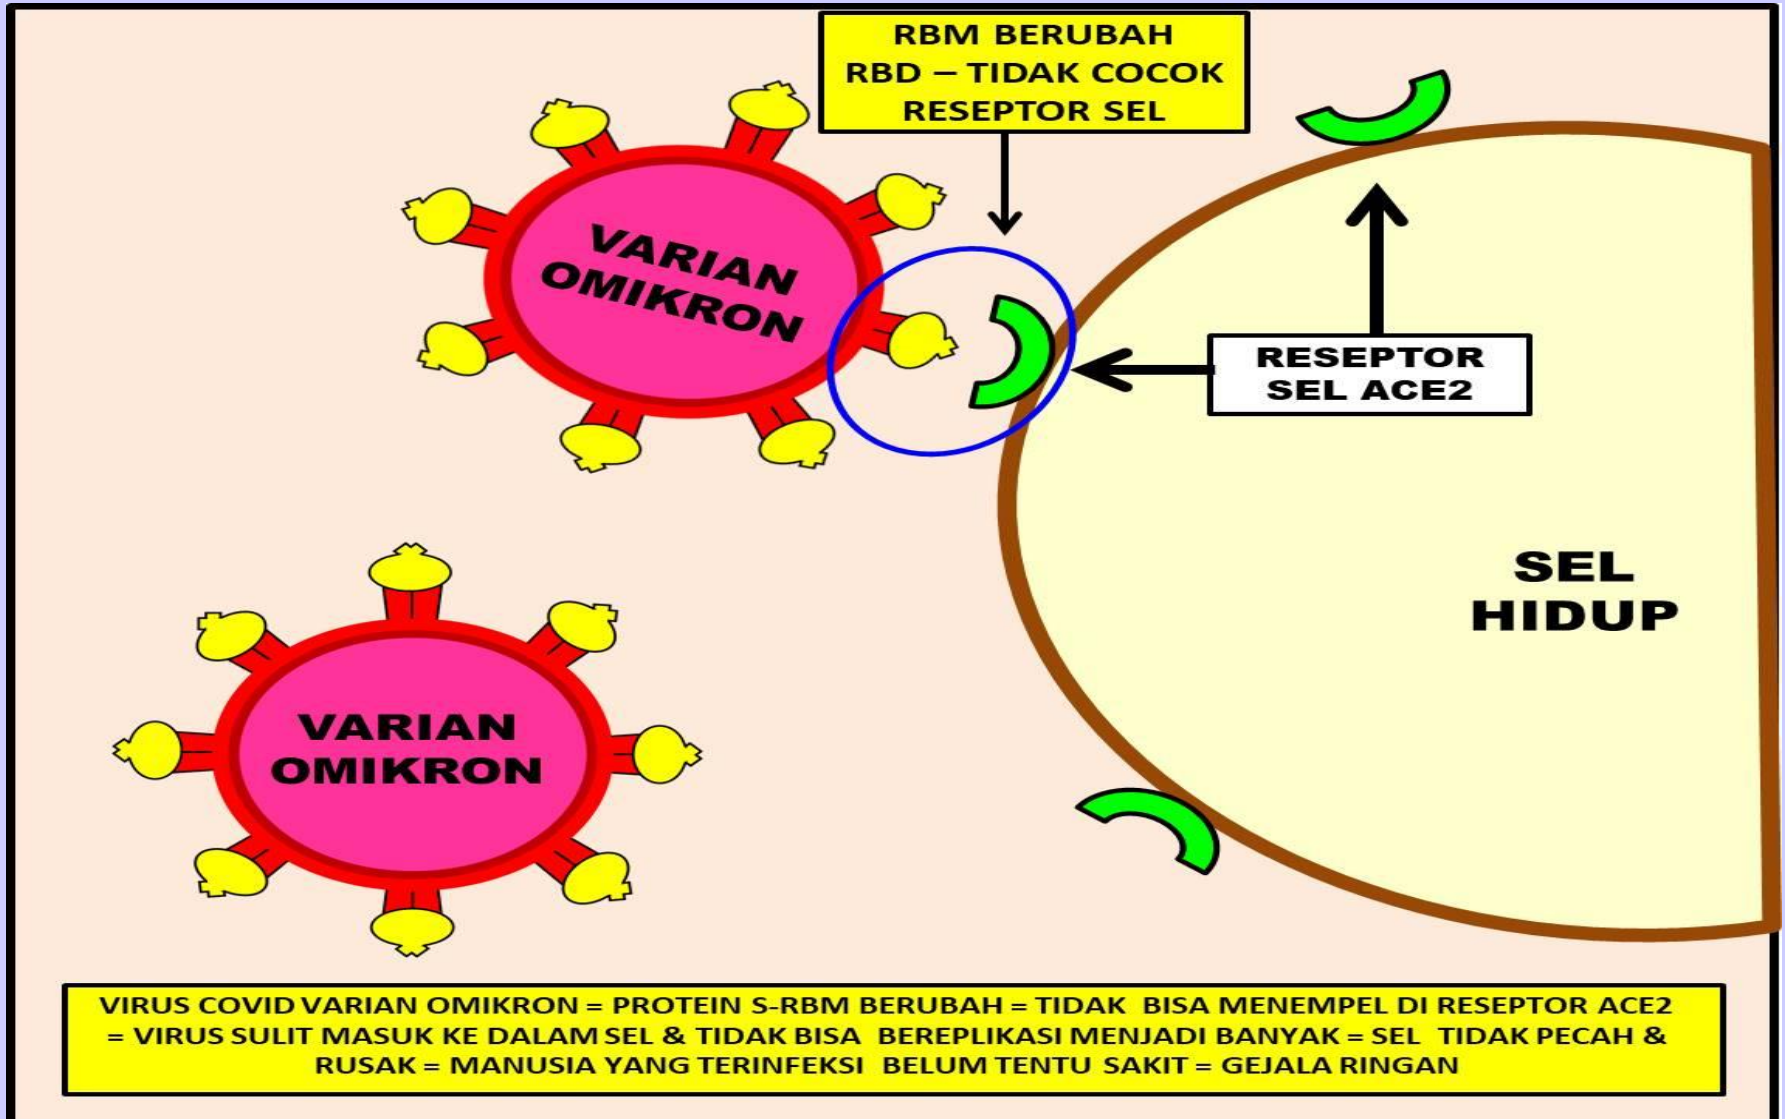 RBM BERUBAH
RBD – TIDAK COCOK
RESEPTOR SEL
VARIAN
OMIKRON
RESEPTOR
SEL ACE2
SEL
HIDUP
VARIAN
OMIKRON
VIRUS COVID VARIAN OMIKRON = PROTEIN S-RBM BERUBAH = TIDAK BISA MENEMPEL DI RESEPTOR ACE2
= VIRUS SULIT MASUK KE DALAM SEL & TIDAK BISA BEREPLIKASI MENJADI BANYAK = SEL TIDAK PECAH &
RUSAK = MANUSIA YANG TERINFEKSI BELUM TENTU SAKIT = GEJALA RINGAN